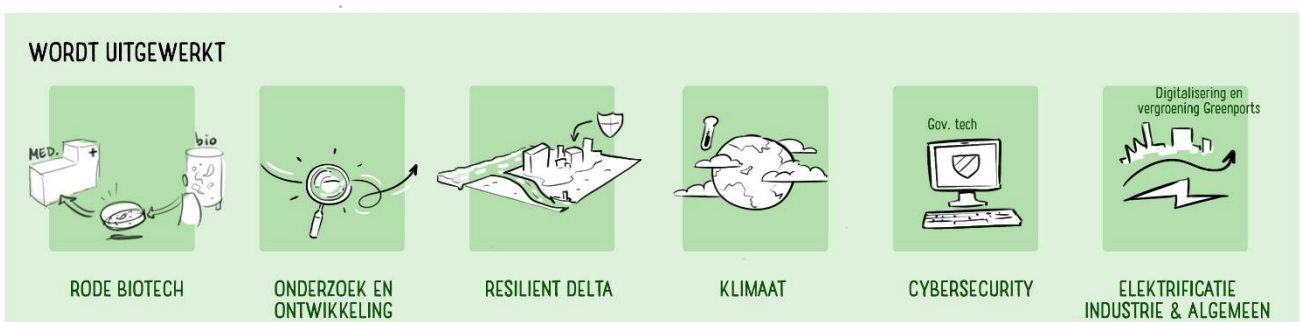 WORDT UITGEWERKT
MED.
+
bio
Gov. tech
Digitalisering en
vergroening Greenports
RODE BIOTECH
ONDERZOEK EN
ONTWIKKELING
RESILIENT DELTA
KLIMAAT
CYBERSECURITY
ELEKTRIFICATIE
INDUSTRIE & ALGEMEEN